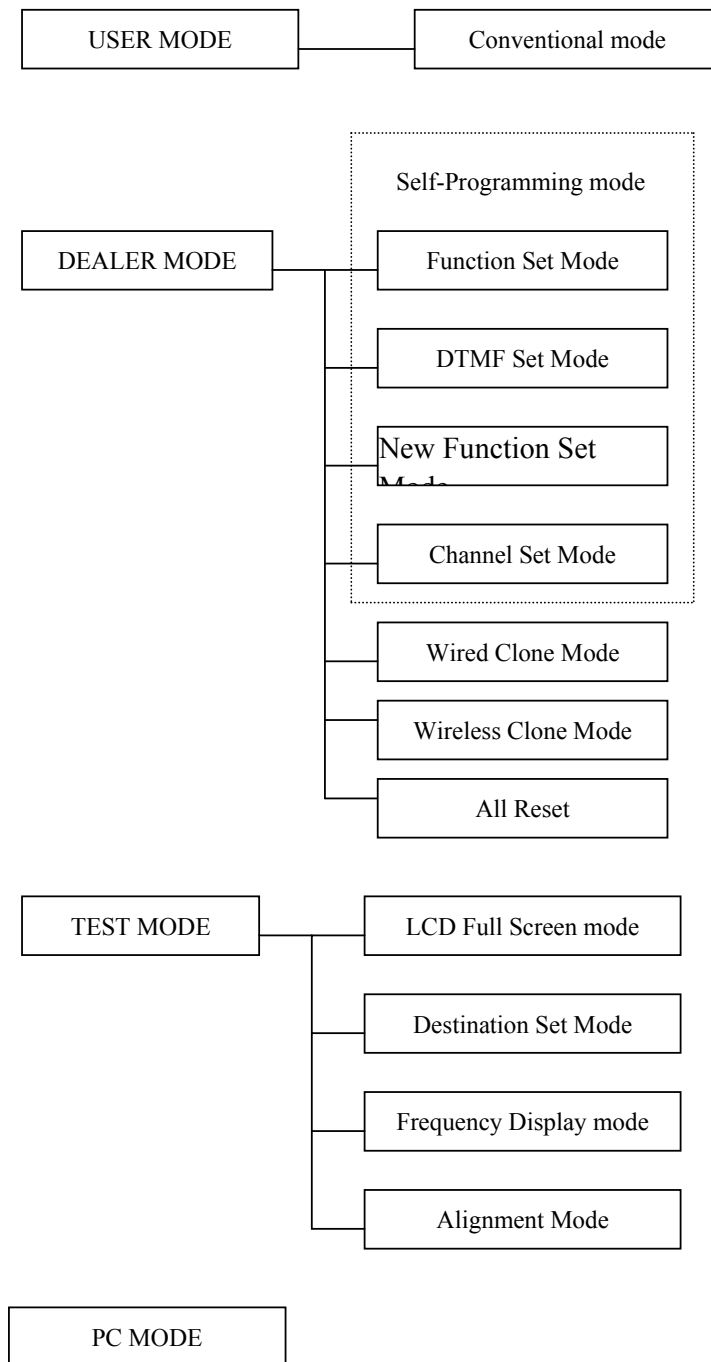 USER MODE
Conventional mode
Self-Programming mode
DEALER MODE
Function Set Mode
DTMF Set Mode
New Function Set
Mode
Channel Set Mode
Wired Clone Mode
Wireless Clone Mode
All Reset
TEST MODE
LCD Full Screen mode
Destination Set Mode
Frequency Display mode
Alignment Mode
PC MODE